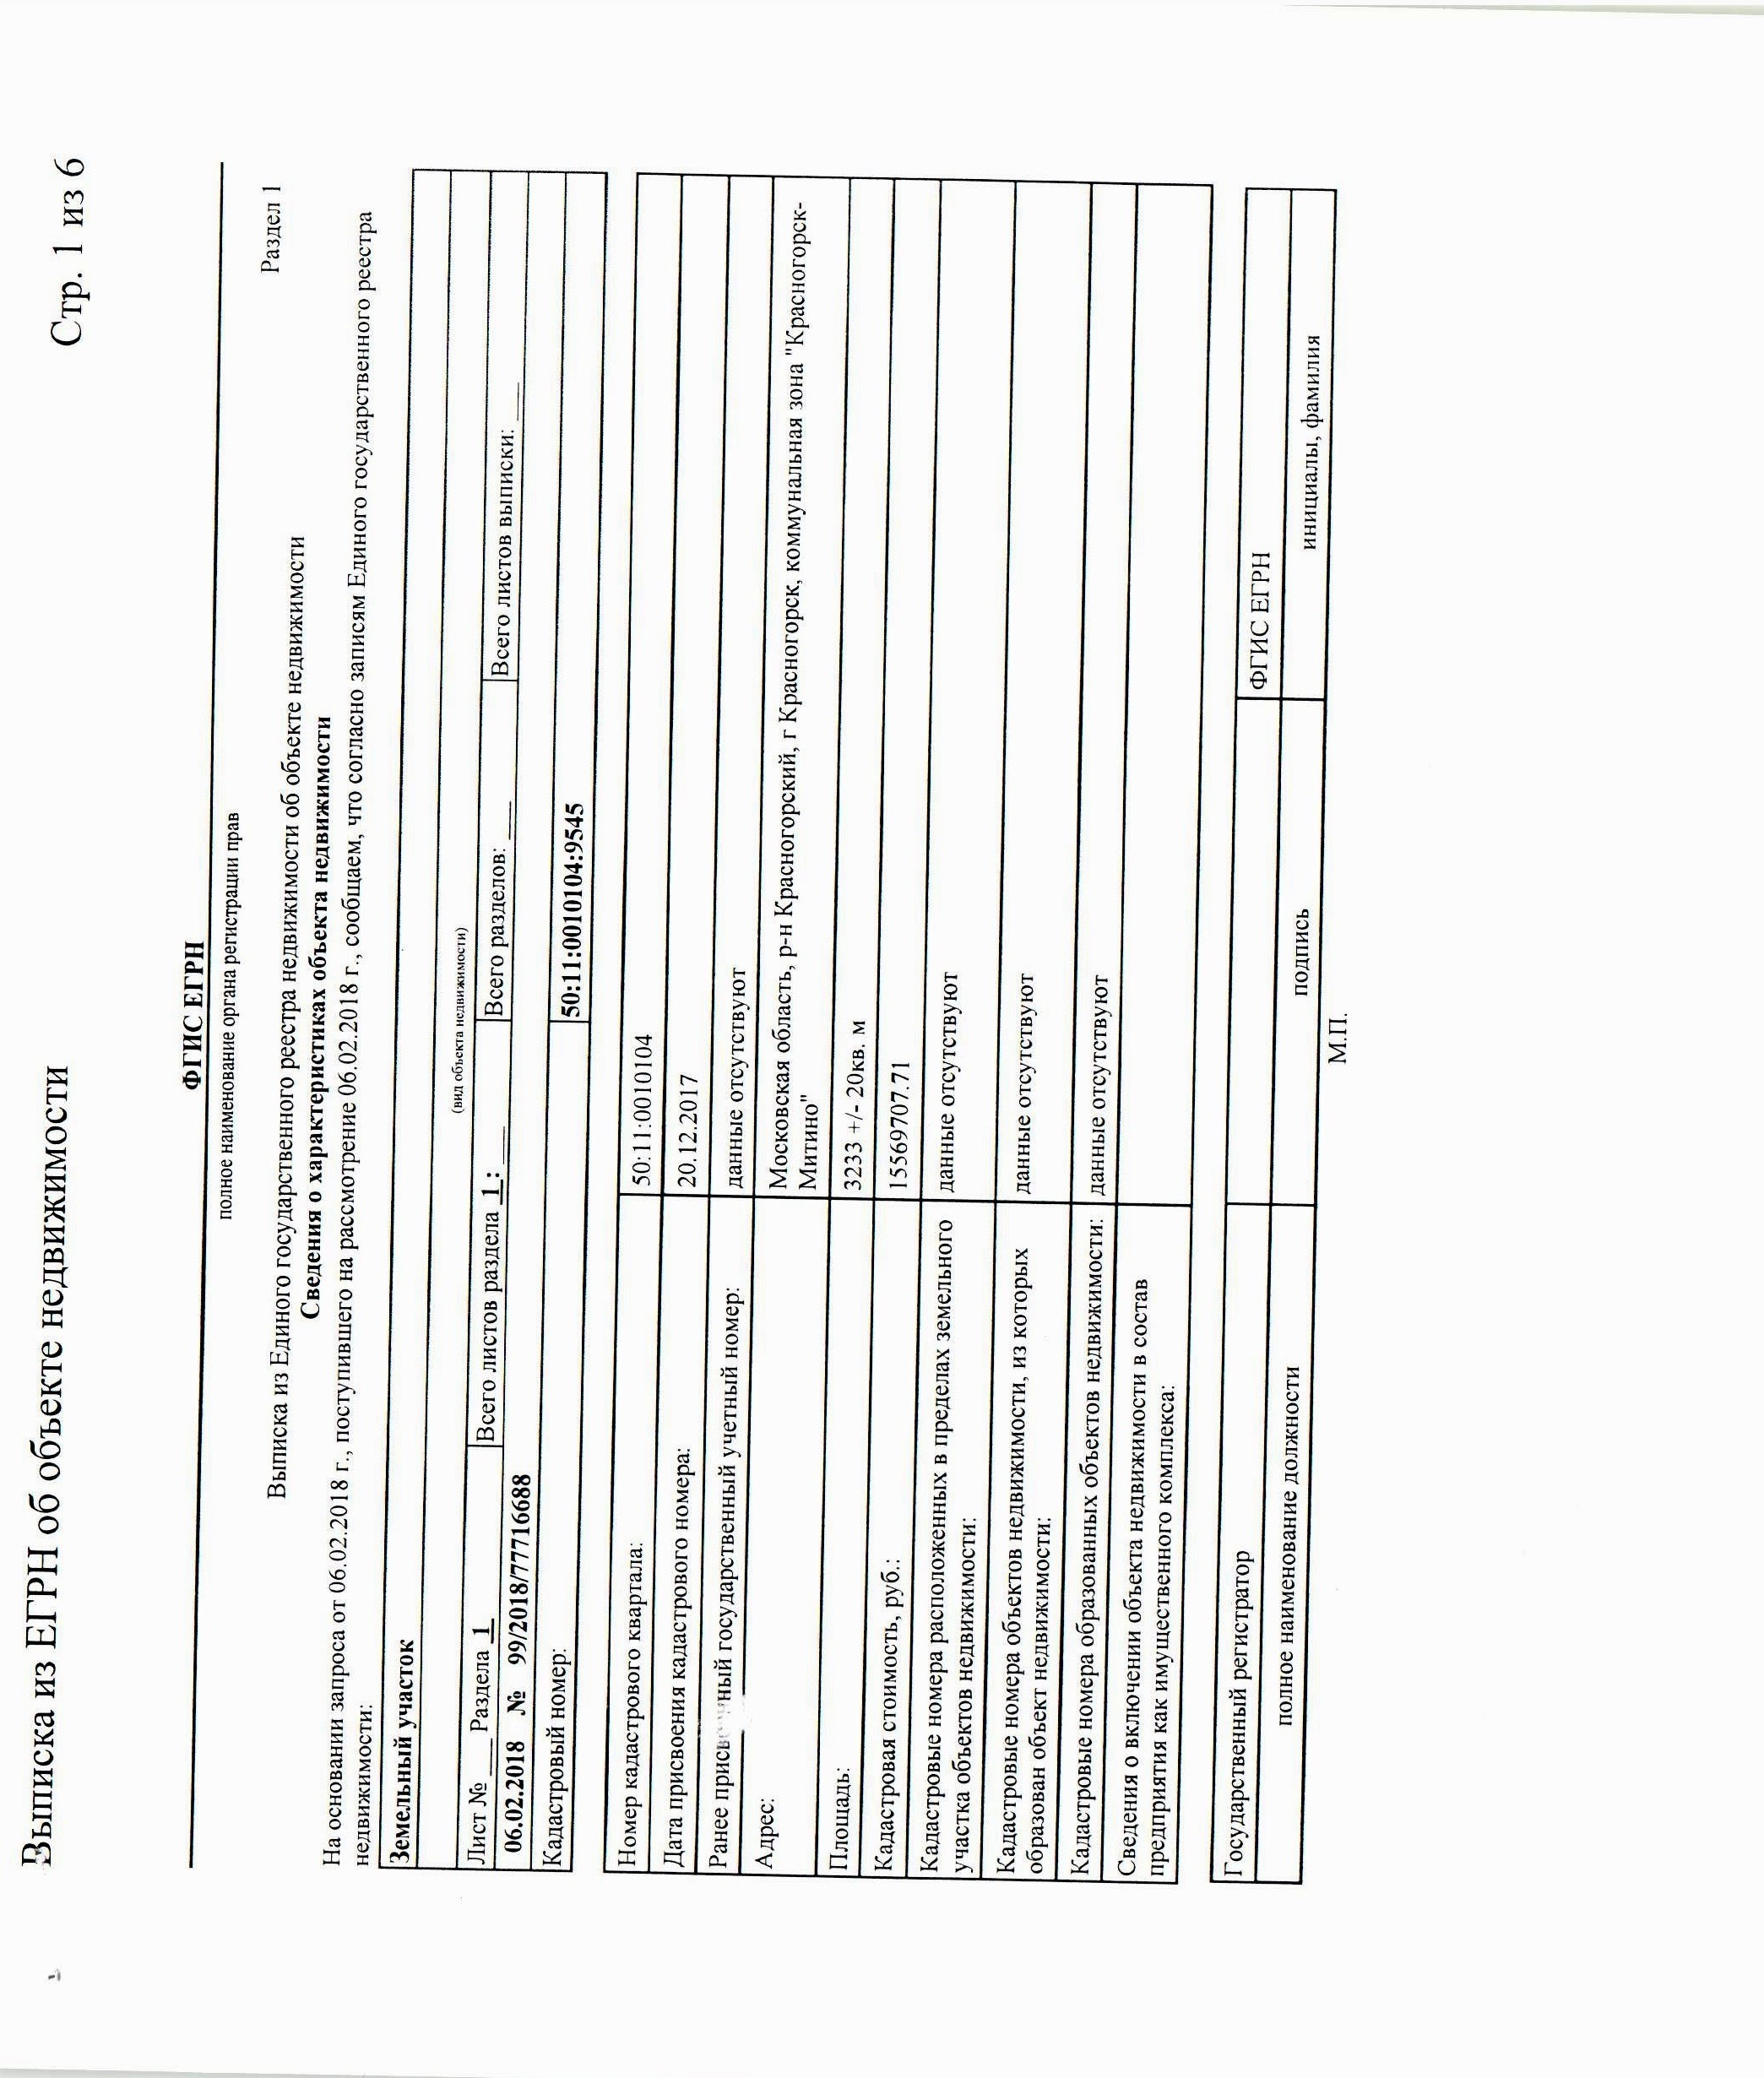 Выписка из ЕГРН об объекте недвижимости
Стр. 1 из 6
ФГИС ЕГРН
полное наименование органа регистрации прав
Раздел 1
Выписка из Единого государственного реестра недвижимости об объекте недвижимости
Сведения о характеристиках объекта недвижимости
На основании запроса от 06.02.2018 г., поступившего на рассмотрение 06.02.2018 г., сообщаем, что согласно записям Единого государственного реестра
недвижимости:
Земельный участок
(вид объекта недвижимости)
Лист № ___ Раздела 1 Всего листов раздела 1 : ___ Всего разделов: ___ Всего листов выписки: ___
06.02.2018 № 99/2018/77716688
Кадастровый номер: 50:11:0010104:9545
Номер кадастрового квартала: 50:11:0010104
Дата присвоения кадастрового номера: 20.12.2017
Ранее присвоенный государственный учетный номер: данные отсутствуют
Адрес: Московская область, р-н Красногорский, г Красногорск, коммунальная зона "Красногорск-
Митино"
Площадь: 3233 +/- 20кв. м
Кадастровая стоимость, руб.: 15569707.71
Кадастровые номера расположенных в пределах земельного
участка объектов недвижимости: данные отсутствуют
Кадастровые номера объектов недвижимости, из которых
образован объект недвижимости: данные отсутствуют
Кадастровые номера образованных объектов недвижимости: данные отсутствуют
Сведения о включении объекта недвижимости в состав
предприятия как имущественного комплекса:
Государственный регистратор ФГИС ЕГРН
полное наименование должности подпись инициалы, фамилия
М.П.